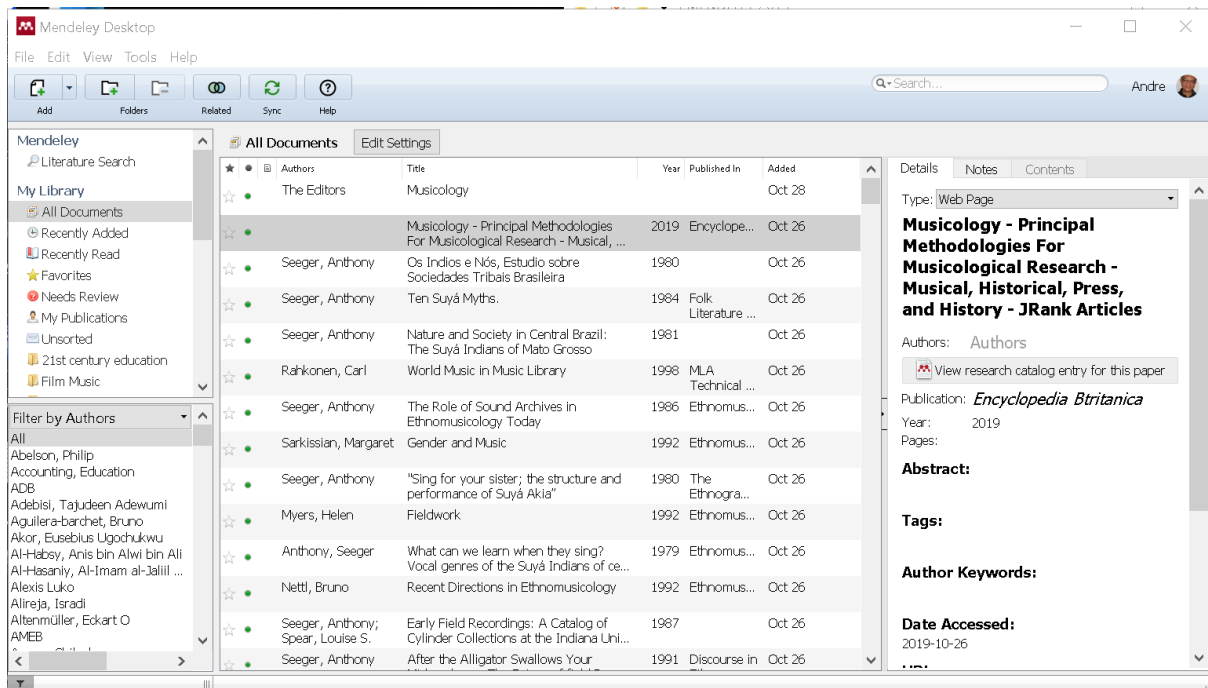 Mendeley Desktop
File Edit View Tools Help
Search...
Andre
Add Folders Related Sync Help
Mendeley
Literature Search
My Library
All Documents
Recently Added
Recently Read
Favorites
Needs Review
My Publications
Unsorted
21st century education
Film Music
Filter by Authors
All
Abelson, Philip
Accounting, Education
ADB
Adebisi, Tajudeen Adewumi
Aguilera-barchet, Bruno
Akor, Eusebius Ugochukwu
Al-Habsy, Anis bin Alwi bin Ali
Al-Hasaniy, Al-Imam al-Jaliil ...
Alexis Luko
Alireja, Isradi
Altenmüller, Eckart O
AMEB
All Documents Edit Settings
Authors Title Year Published In Added
The Editors Musicology Oct 28
Musicology - Principal Methodologies 2019 Encyclope... Oct 26
For Musicological Research - Musical, ...
Seeger, Anthony Os Indios e Nós, Estudio sobre 1980 Oct 26
Sociedades Tribais Brasileira
Seeger, Anthony Ten Suyá Myths. 1984 Folk Oct 26
Literature ...
Seeger, Anthony Nature and Society in Central Brazil: 1981 Oct 26
The Suyá Indians of Mato Grosso
Rahkonen, Carl World Music in Music Library 1998 MLA Oct 26
Technical ...
Seeger, Anthony The Role of Sound Archives in 1986 Ethnomus... Oct 26
Ethnomusicology Today
Sarkissian, Margaret Gender and Music 1992 Ethnomus... Oct 26
Seeger, Anthony "Sing for your sister; the structure and 1980 The Oct 26
performance of Suyá Akia” Ethnogra...
Myers, Helen Fieldwork 1992 Ethnomus... Oct 26
Anthony, Seeger What can we learn when they sing? 1979 Ethnomus... Oct 26
Vocal genres of the Suyá Indians of ce...
Nettl, Bruno Recent Directions in Ethnomusicology 1992 Ethnomus... Oct 26
Seeger, Anthony; Early Field Recordings: A Catalog of 1987 Oct 26
Spear, Louise S. Cylinder Collections at the Indiana Uni...
Seeger, Anthony After the Alligator Swallows Your 1991 Discourse in Oct 26
Details Notes Contents
Type: Web Page
Musicology - Principal
Methodologies For
Musicological Research -
Musical, Historical, Press,
and History - JRank Articles
Authors: Authors
View research catalog entry for this paper
Publication: Encyclopedia Btritanica
Year: 2019
Pages:
Abstract:
Tags:
Author Keywords:
Date Accessed:
2019-10-26